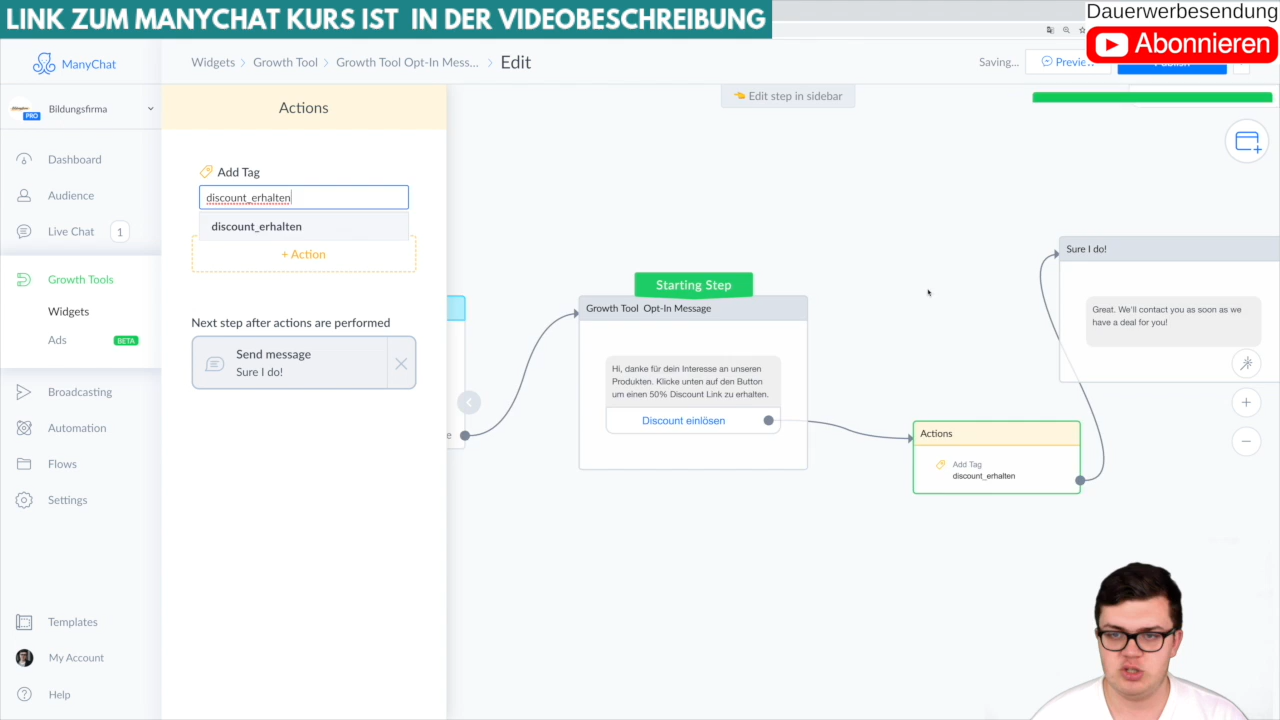 LINK ZUM MANYCHAT KURS IST IN DER VIDEOBESCHREIBUNG
Dauerwerbesendung
Abonnieren
ManyChat
Widgets > Growth Tool > Growth Tool Opt-In Mess... > Edit
Saving...
Bildungsfirma
PRO
Dashboard
Audience
Live Chat 1
Growth Tools
Widgets
Ads BETA
Broadcasting
Automation
Flows
Settings
Templates
My Account
Help
Actions
Add Tag
discount_erhalten
discount_erhalten
+ Action
Next step after actions are performed
Send message
Sure I do!
Edit step in sidebar
e
Starting Step
Growth Tool Opt-In Message
Hi, danke für dein Interesse an unseren
Produkten. Klicke unten auf den Button
um einen 50% Discount Link zu erhalten.
Discount einlösen
Actions
Add Tag
discount_erhalten
Sure I do!
Great. We'll contact you as soon as we
have a deal for you!